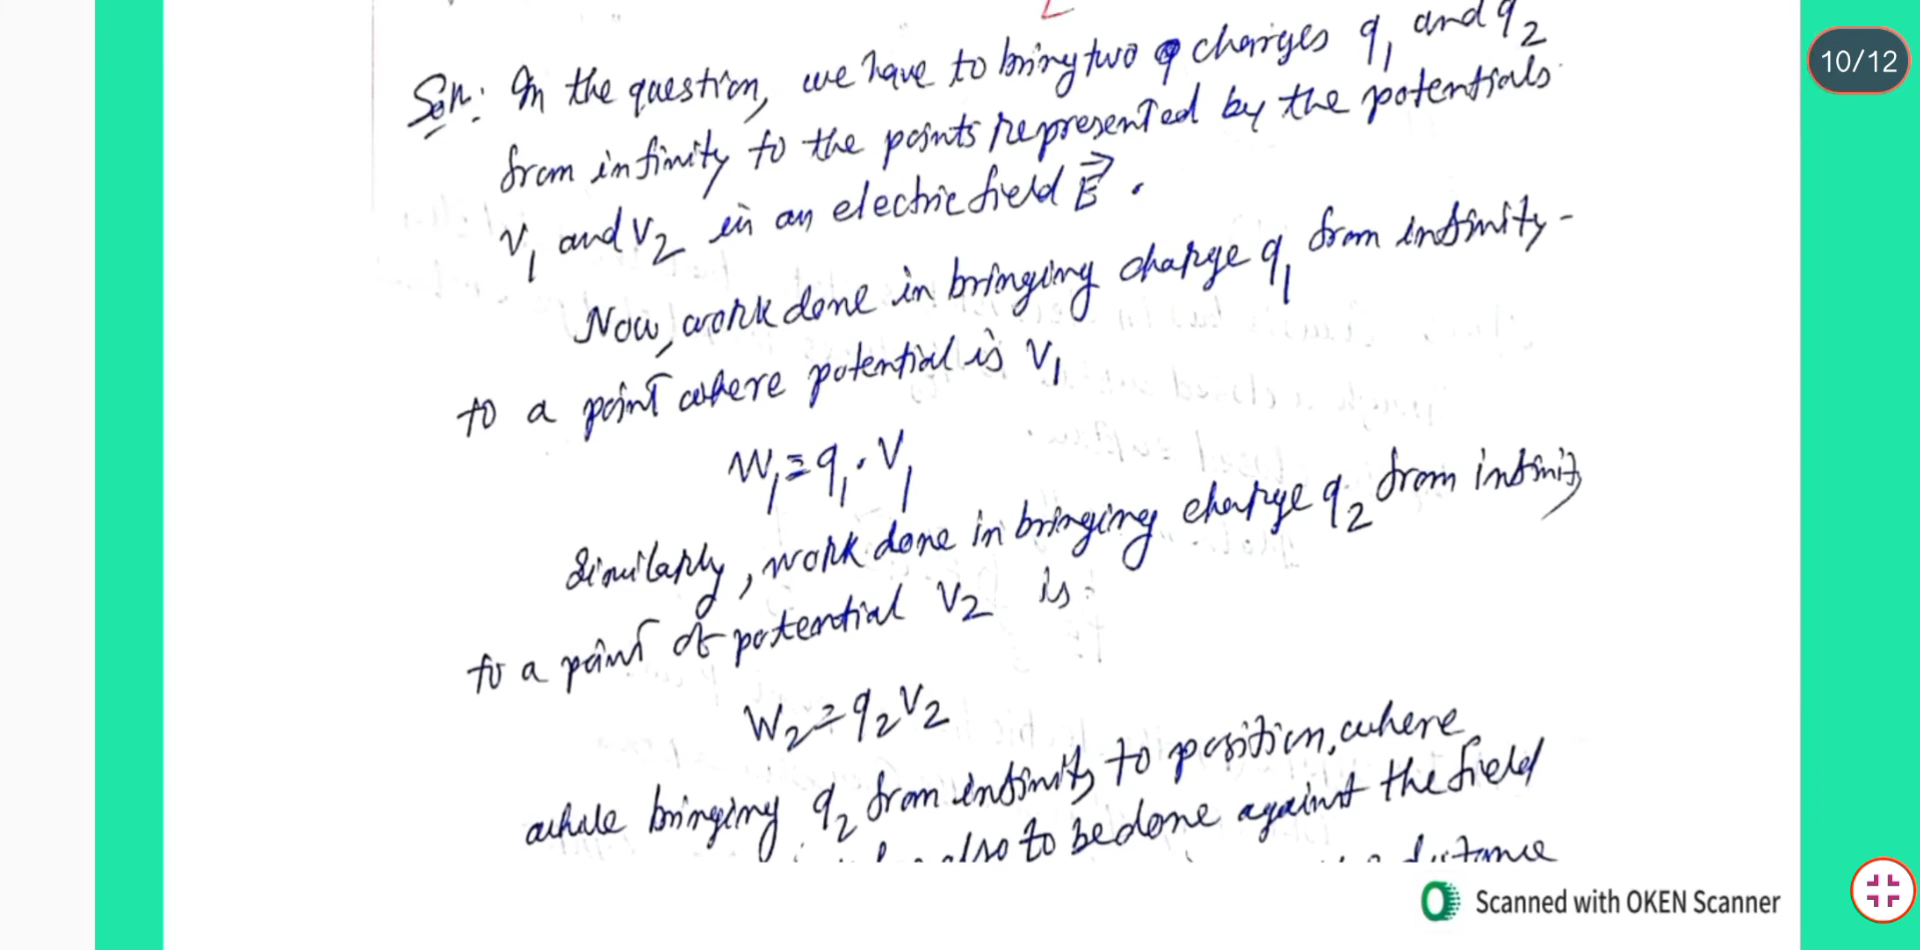 10/12
Soln: In the question, we have to bring two charges q1 and q2
from infinity to the points represented by the potentials
V1 and V2 in an electric field E⃗.
Now, work done in bringing charge q1 from infinity-
to a point where potential is V1
W1 = q1.V1
Similarly, work done in bringing charge q2 from infinity
to a point of potential V2 is
W2 = q2V2
while bringing q2 from infinity to position, where
also to be done against the field
distance
Scanned with OKEN Scanner